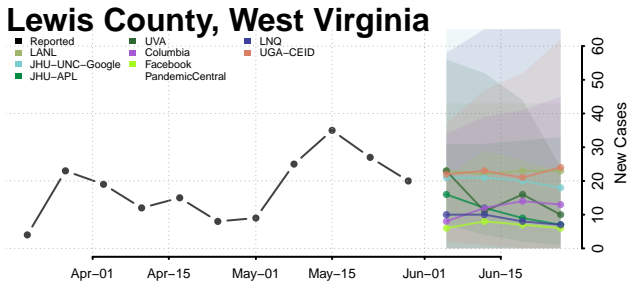 Lewis County, West Virginia
Reported
LANL
JHU−UNC−Google
JHU−APL
UVA
Columbia
Facebook
PandemicCentral
LNQ
UGA−CEID
0 10 20 30 40 50 60
New Cases
Apr−01 Apr−15 May−01 May−15 Jun−01 Jun−15